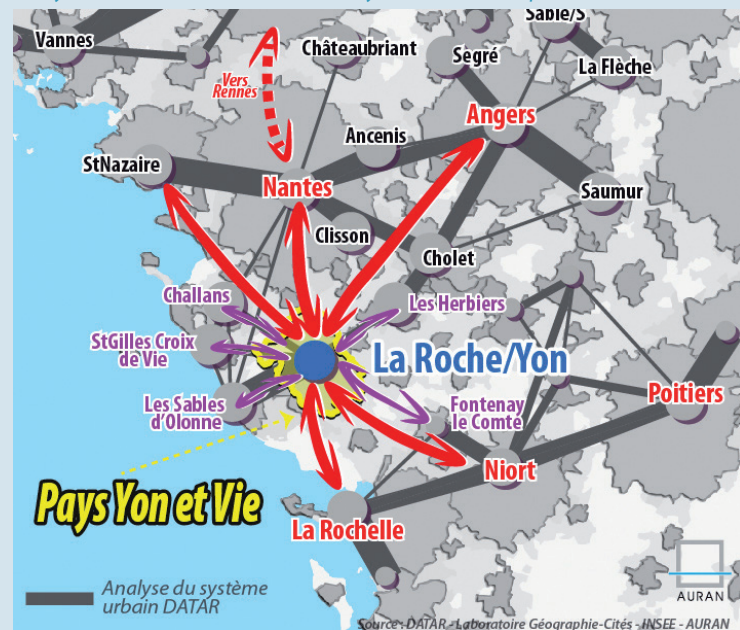 Sablé/S
Vannes
Châteaubriant
Segré
La Flèche
Vers
Rennes
Angers
Ancenis
StNazaire
Nantes
Saumur
Clisson
Cholet
Challans
Les Herbiers
StGilles Croix
de Vie
La Roche/Yon
Les Sables
d'Olonne
Fontenay
le Comte
Poitiers
Niort
Pays Yon et Vie
La Rochelle
Analyse du système
urbain DATAR
AURAN
Source : DATAR - Laboratoire Géographie-Cités - INSEE - AURAN